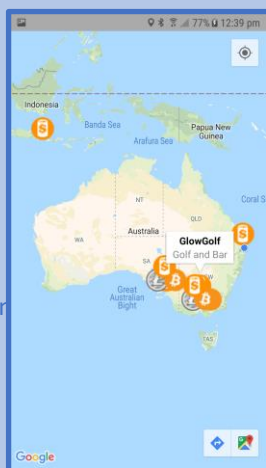 77% 12:39 pm
Indonesia
Banda Sea
Papua New
Guinea
Arafura Sea
Coral S
NT
QLD
Australia
WA
GlowGolf
Golf and Bar
SA
NSW
Great
Australian
Bight
TAS
Google